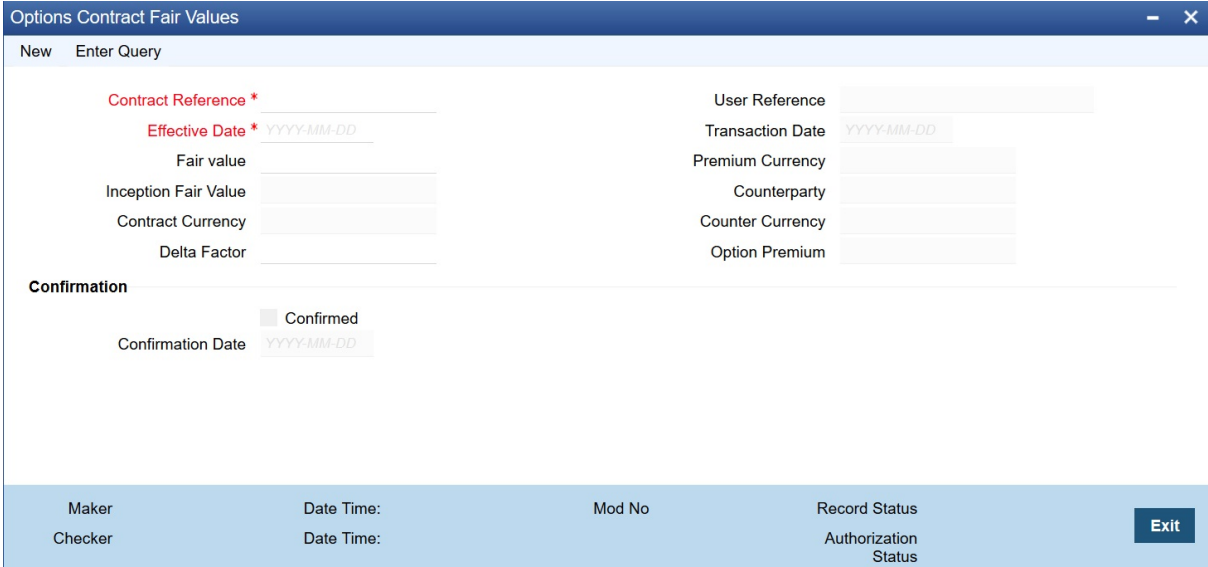 Options Contract Fair Values
New Enter Query
Contract Reference * User Reference
Effective Date * YYYY-MM-DD Transaction Date YYYY-MM-DD
Fair value Premium Currency
Inception Fair Value Counterparty
Contract Currency Counter Currency
Delta Factor Option Premium
Confirmation
Confirmed
Confirmation Date YYYY-MM-DD
Maker Date Time: Mod No Record Status
Checker Date Time: Authorization
Status
Exit